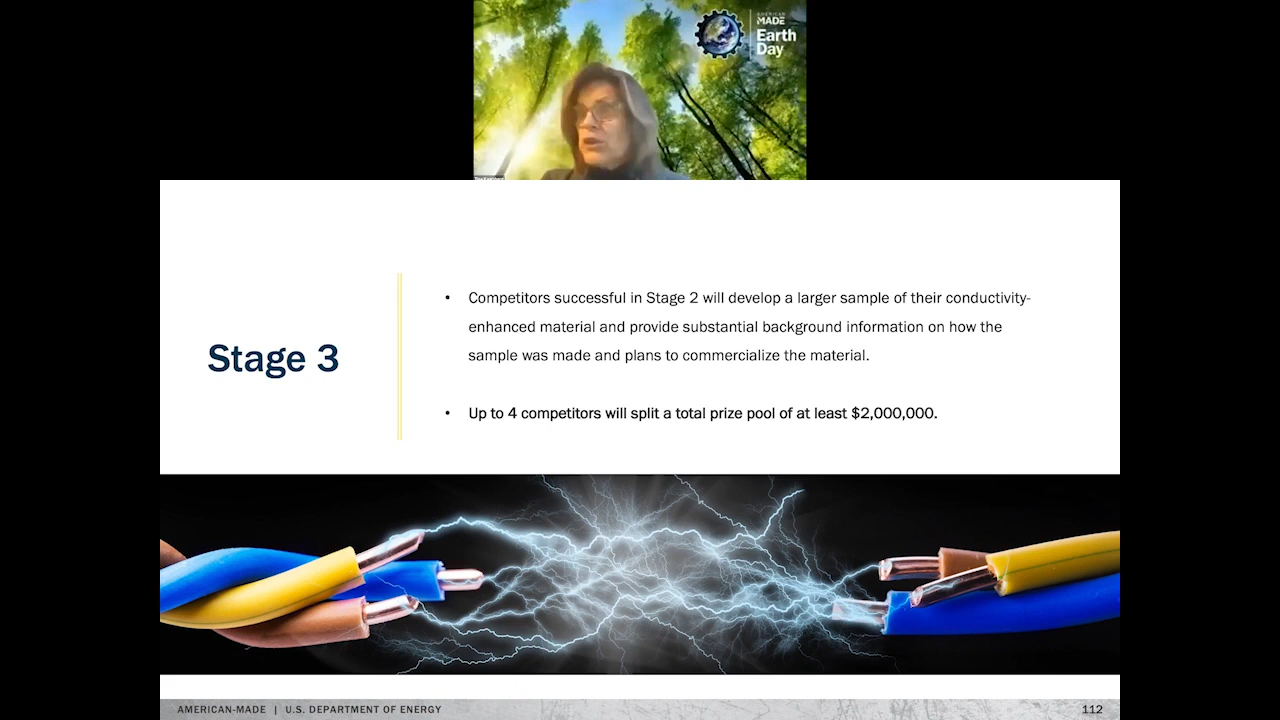 AMERICAN
MADE
Earth
Day
Stage 3
• Competitors successful in Stage 2 will develop a larger sample of their conductivity-
enhanced material and provide substantial background information on how the
sample was made and plans to commercialize the material.
• Up to 4 competitors will split a total prize pool of at least $2,000,000.
AMERICAN-MADE | U.S. DEPARTMENT OF ENERGY
112